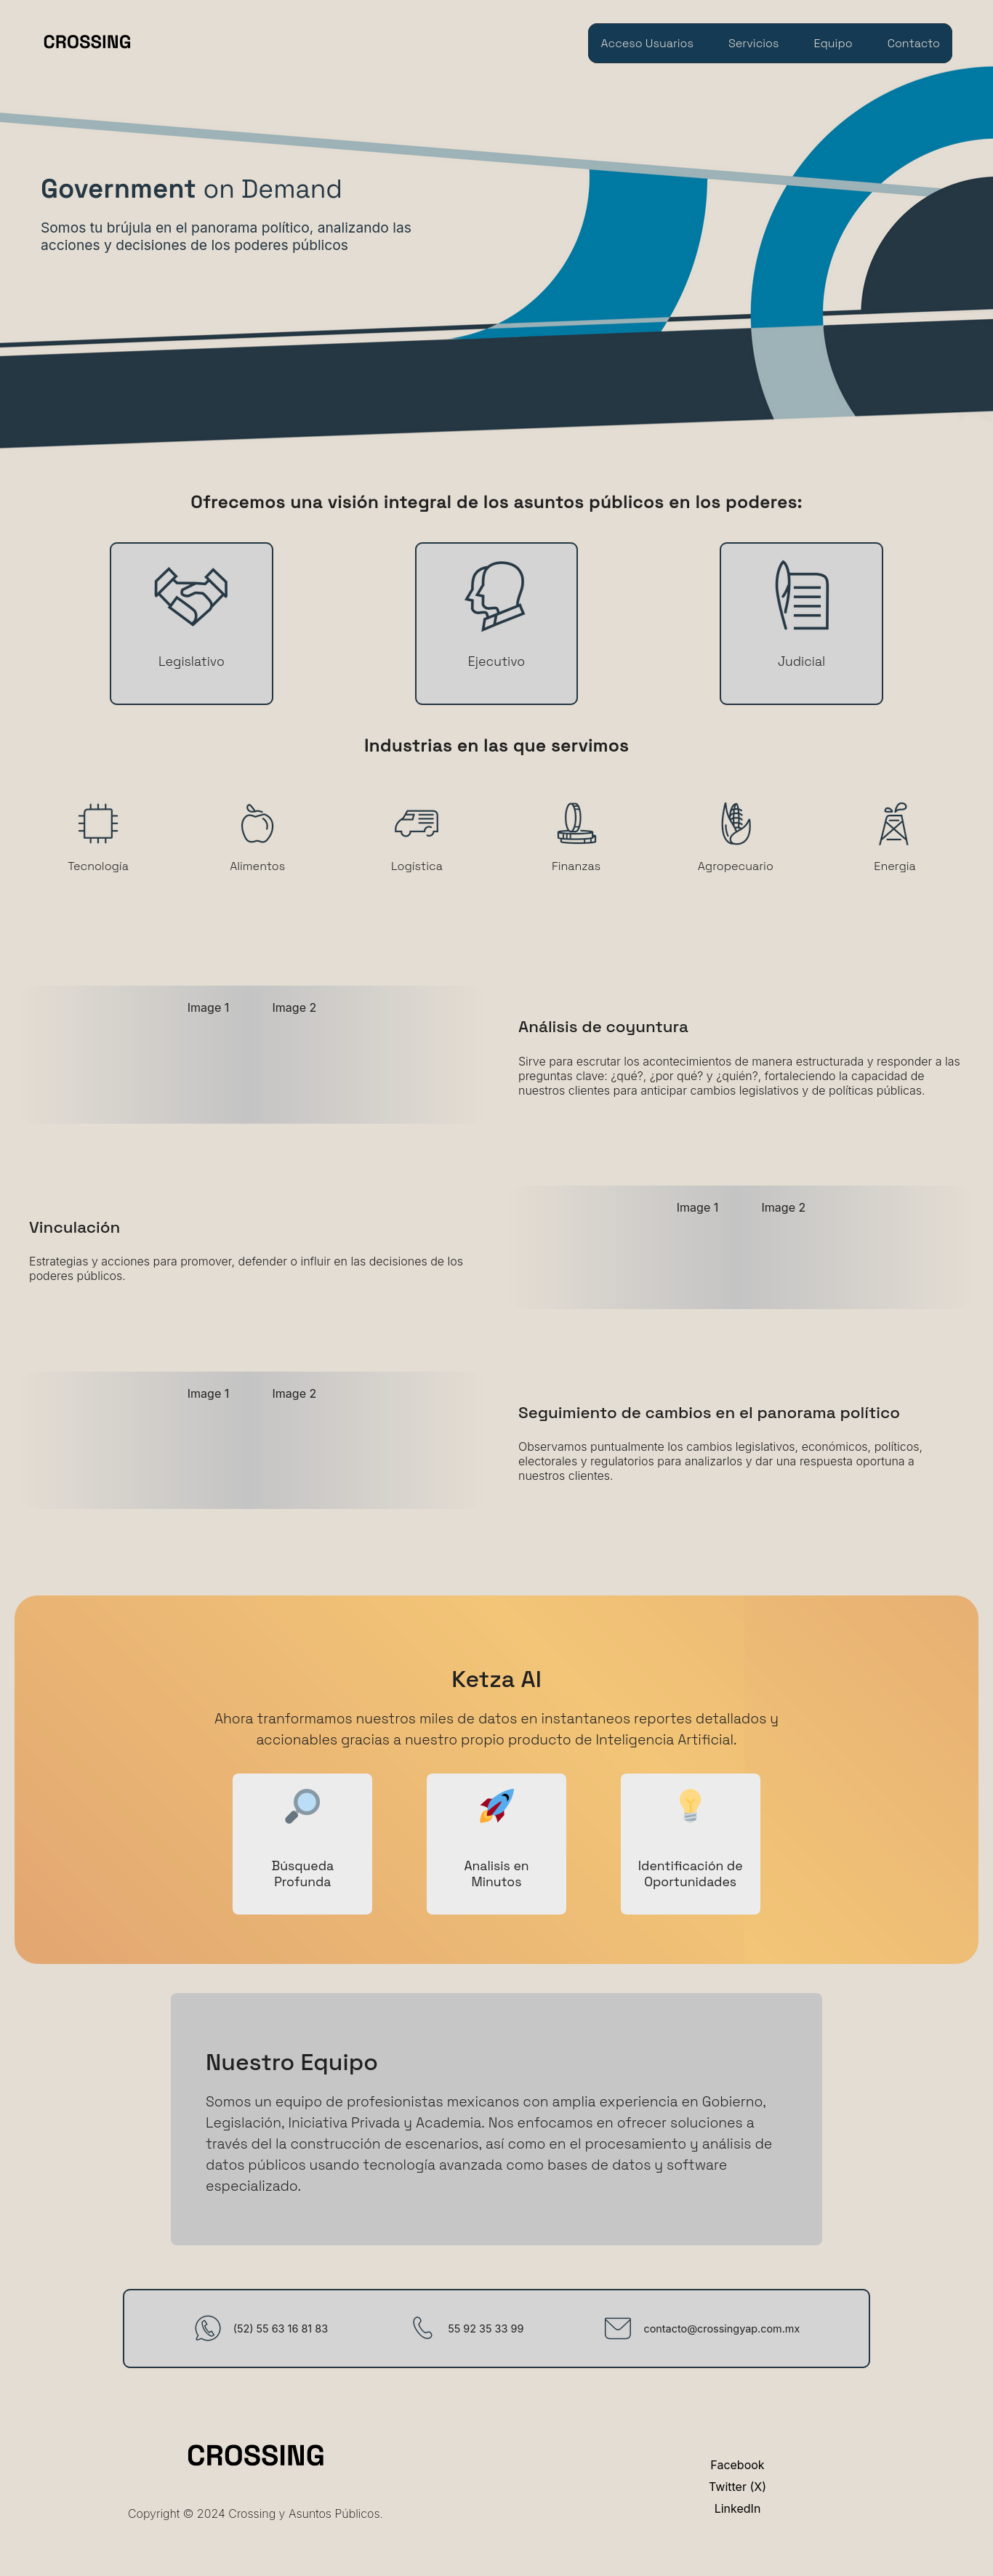 CROSSING
Acceso Usuarios Servicios Equipo Contacto
Government on Demand
Somos tu brújula en el panorama político, analizando las
acciones y decisiones de los poderes públicos
Ofrecemos una visión integral de los asuntos públicos en los poderes:
Legislativo Ejecutivo Judicial
Industrias en las que servimos
Tecnología Alimentos Logística Finanzas Agropecuario Energia
Image 1 Image 2
Análisis de coyuntura
Sirve para escrutar los acontecimientos de manera estructurada y responder a las
preguntas clave: ¿qué?, ¿por qué? y ¿quién?, fortaleciendo la capacidad de
nuestros clientes para anticipar cambios legislativos y de políticas públicas.
Vinculación
Estrategias y acciones para promover, defender o influir en las decisiones de los
poderes públicos.
Image 1 Image 2
Image 1 Image 2
Seguimiento de cambios en el panorama político
Observamos puntualmente los cambios legislativos, económicos, políticos,
electorales y regulatorios para analizarlos y dar una respuesta oportuna a
nuestros clientes.
Ketza AI
Ahora tranformamos nuestros miles de datos en instantaneos reportes detallados y
accionables gracias a nuestro propio producto de Inteligencia Artificial.
Búsqueda
Profunda
Analisis en
Minutos
Identificación de
Oportunidades
Nuestro Equipo
Somos un equipo de profesionistas mexicanos con amplia experiencia en Gobierno,
Legislación, Iniciativa Privada y Academia. Nos enfocamos en ofrecer soluciones a
través del la construcción de escenarios, así como en el procesamiento y análisis de
datos públicos usando tecnología avanzada como bases de datos y software
especializado.
(52) 55 63 16 81 83 55 92 35 33 99 contacto@crossingyap.com.mx
CROSSING
Copyright © 2024 Crossing y Asuntos Públicos.
Facebook
Twitter (X)
LinkedIn